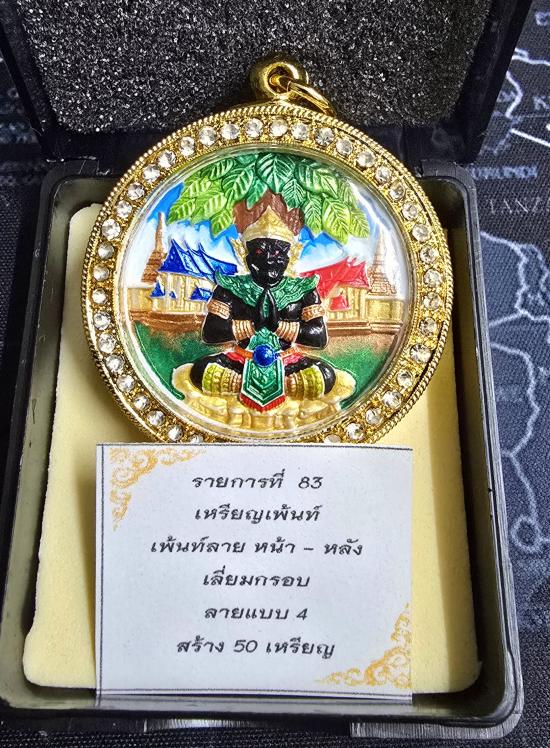 รายการที่ 83
เหรียญเพ้นท์
เพ้นท์ลาย หน้า - หลัง
เลี่ยมกรอบ
ลายแบบ 4
สร้าง 50 เหรียญ